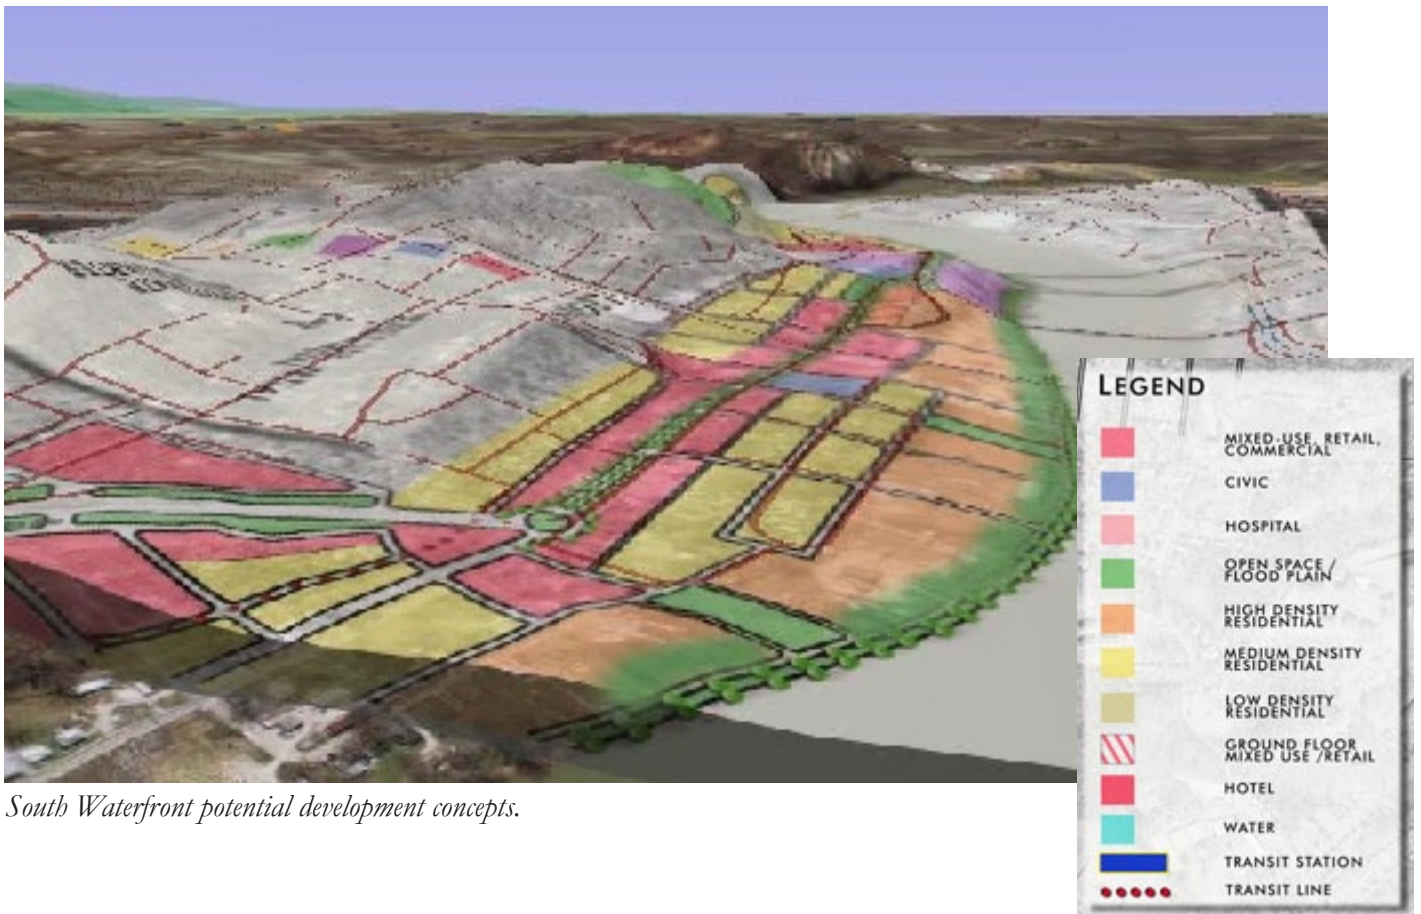 LEGEND
MIXED-USE, RETAIL,
COMMERCIAL
CIVIC
HOSPITAL
OPEN SPACE /
FLOOD PLAIN
HIGH DENSITY
RESIDENTIAL
MEDIUM DENSITY
RESIDENTIAL
LOW DENSITY
RESIDENTIAL
GROUND FLOOR
MIXED USE /RETAIL
HOTEL
WATER
TRANSIT STATION
TRANSIT LINE
South Waterfront potential development concepts.